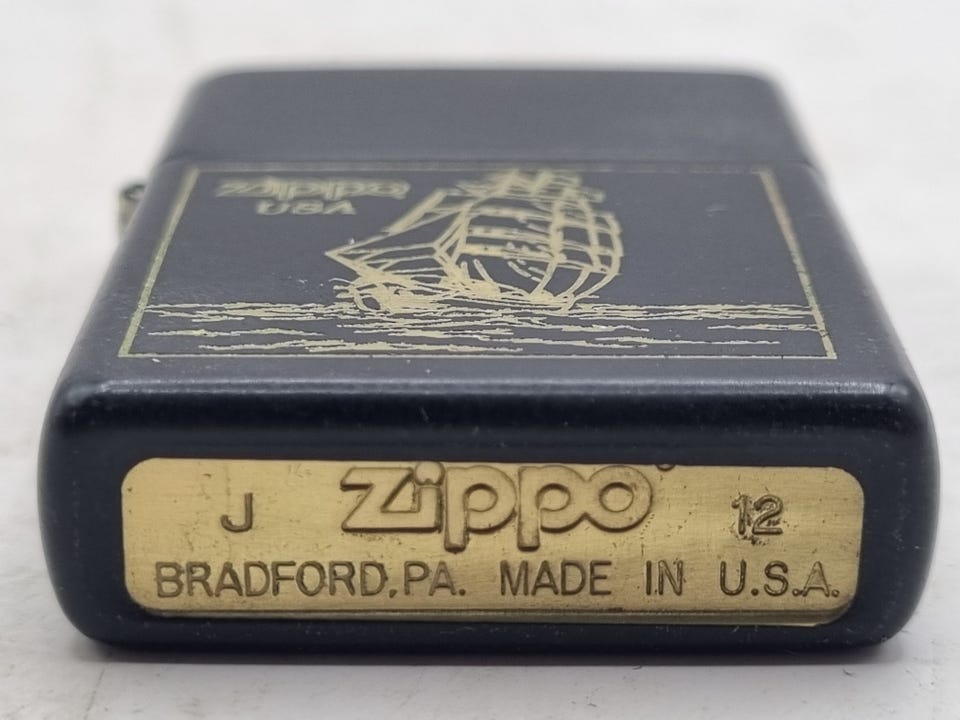 zippo
USA
J zippo 12
BRADFORD,PA. MADE IN U.S.A.